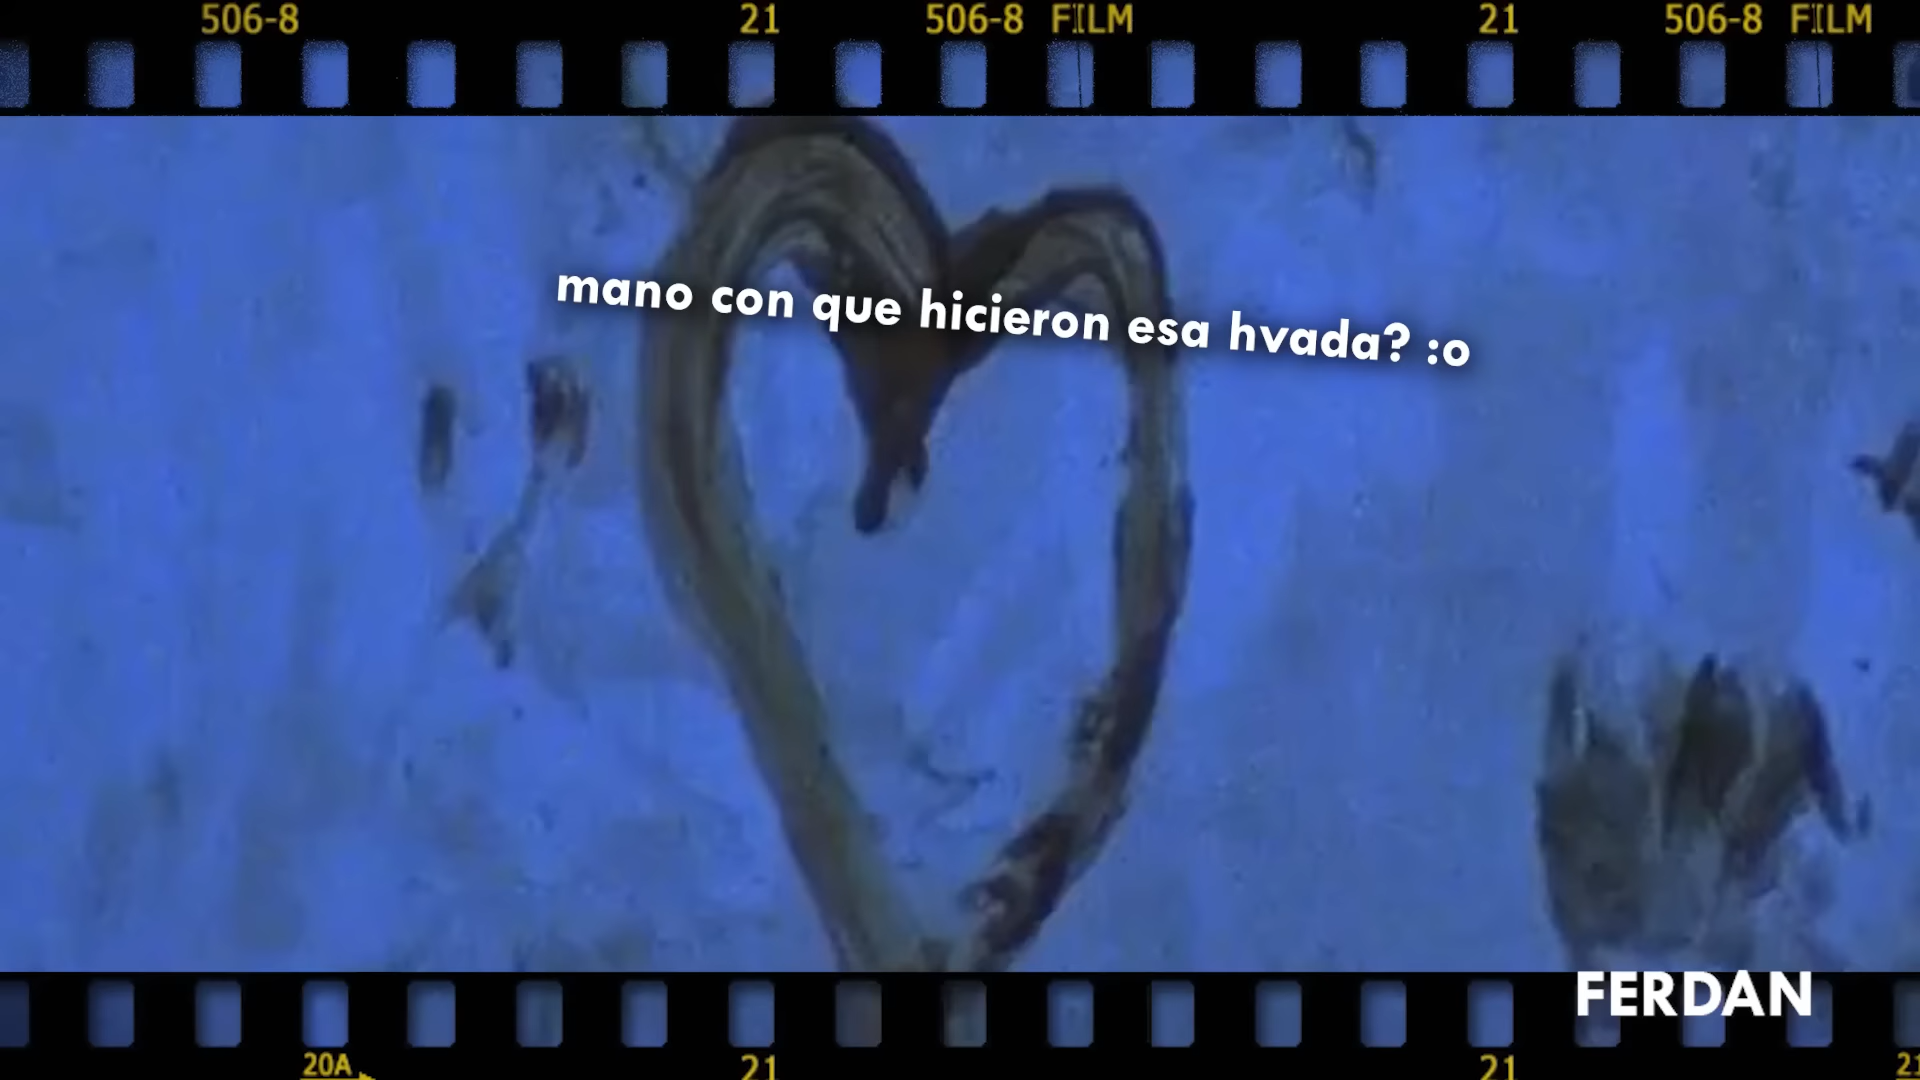 506-8 21 506-8 FILM 21 506-8 FILM
mano con que hicieron esa hvada? :o
FERDAN
20A 21 21 21